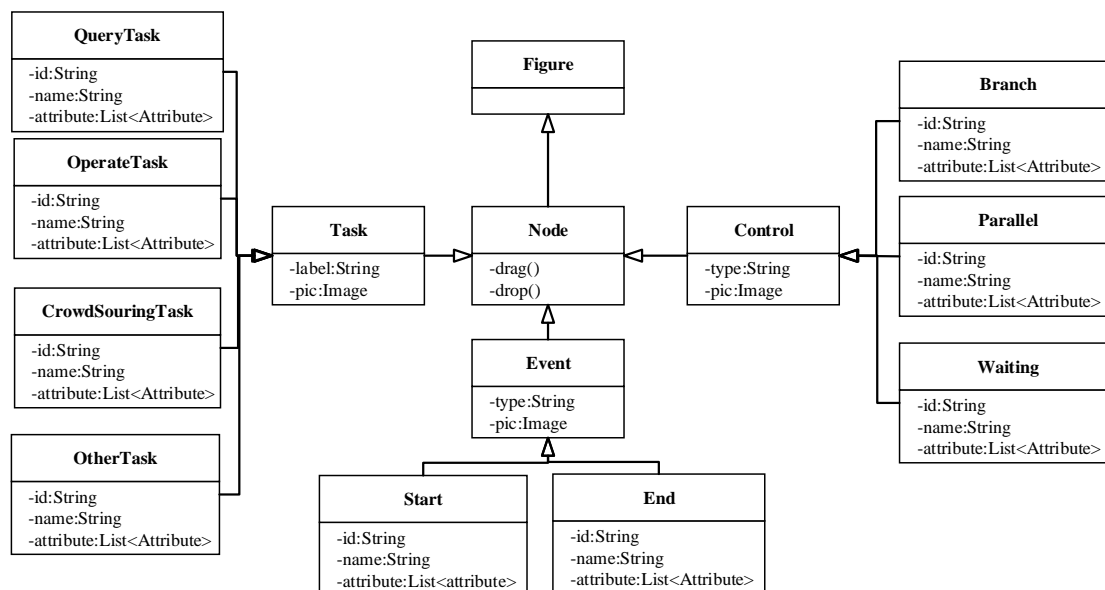 QueryTask
-id:String
-name:String
-attribute:List<Attribute>
OperateTask
-id:String
-name:String
-attribute:List<Attribute>
CrowdSouringTask
-id:String
-name:String
-attribute:List<Attribute>
OtherTask
-id:String
-name:String
-attribute:List<Attribute>
Task
-label:String
-pic:Image
Figure
Node
-drag()
-drop()
Event
-type:String
-pic:Image
Start
-id:String
-name:String
-attribute:List<attribute>
End
-id:String
-name:String
-attribute:List<Attribute>
Control
-type:String
-pic:Image
Branch
-id:String
-name:String
-attribute:List<Attribute>
Parallel
-id:String
-name:String
-attribute:List<Attribute>
Waiting
-id:String
-name:String
-attribute:List<Attribute>